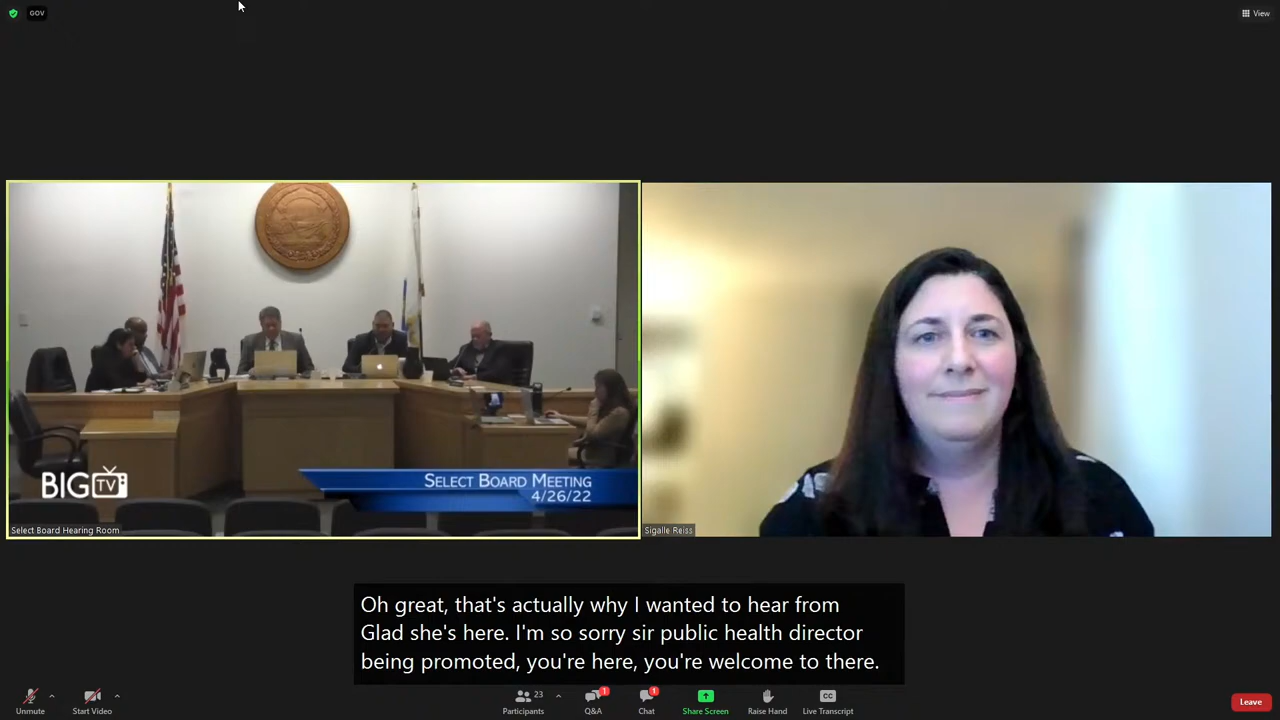 GOV
View
BIG TV
SELECT BOARD MEETING
4/26/22
Select Board Hearing Room
Sigalle Reiss
Oh great, that's actually why I wanted to hear from
Glad she's here. I'm so sorry sir public health director
being promoted, you're here, you're welcome to there.
23
1
1
CC
Unmute
Start Video
Participants
Q&A
Chat
Share Screen
Raise Hand
Live Transcript
Leave